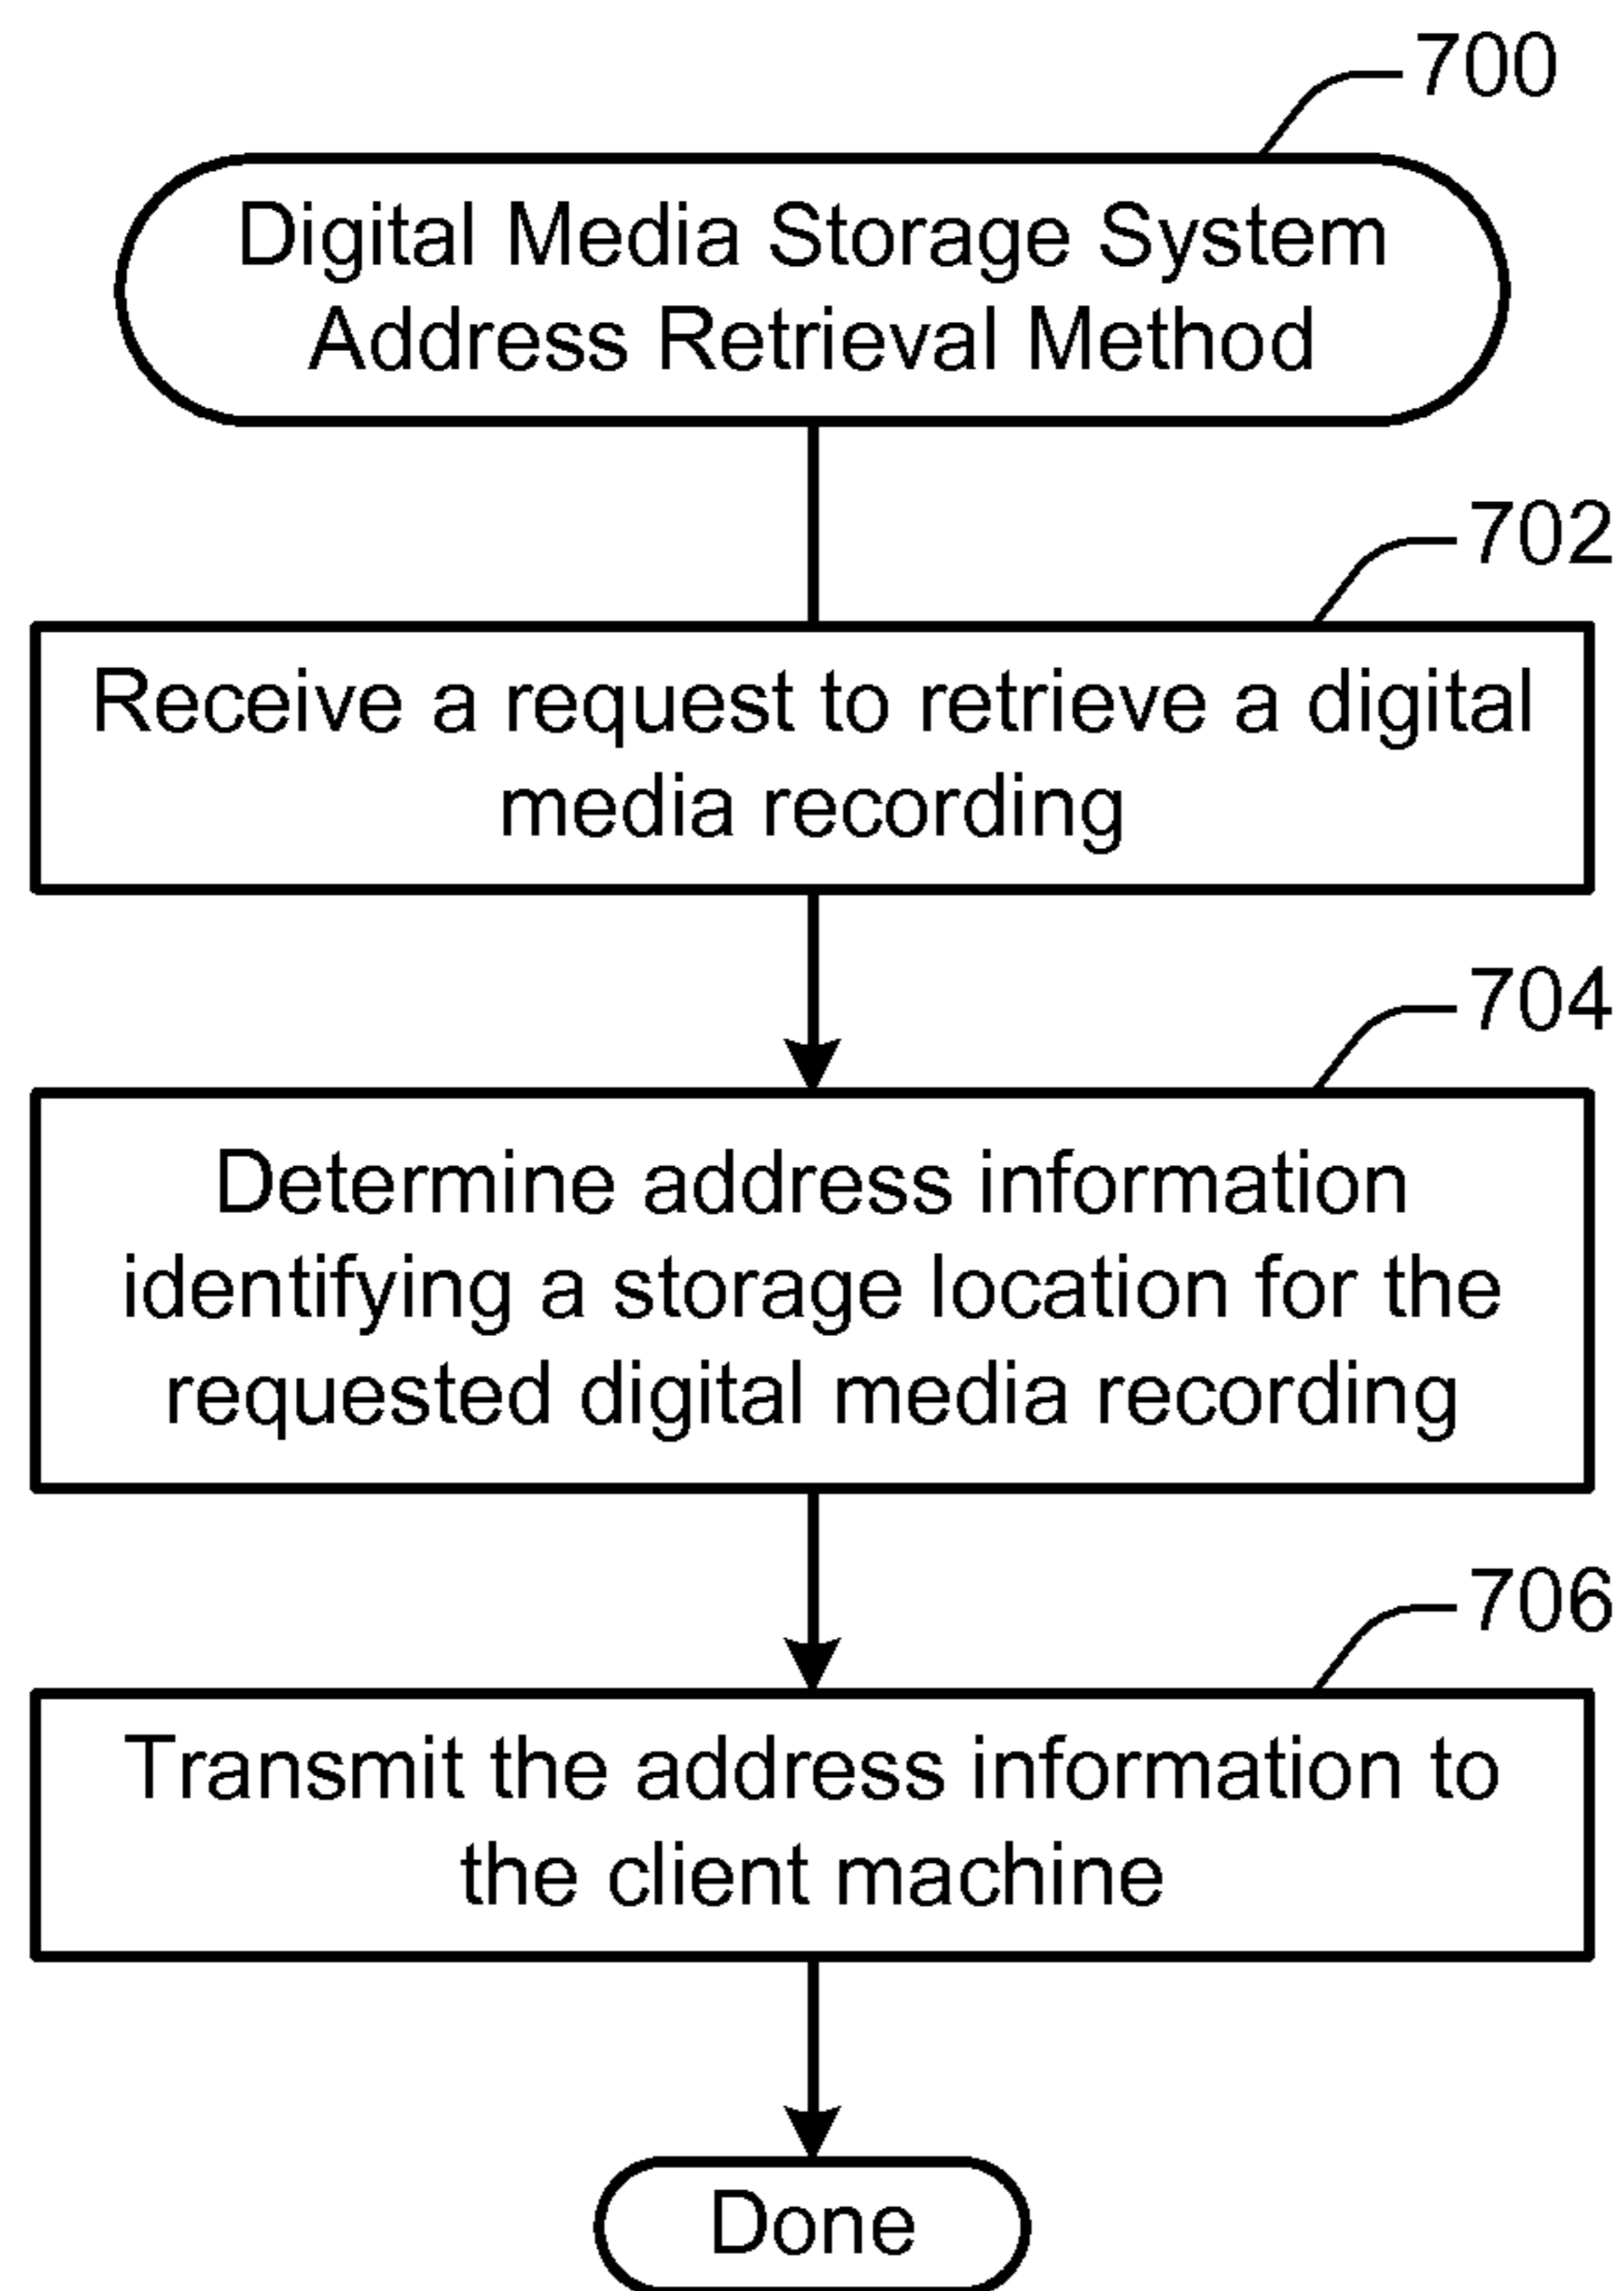 700
Digital Media Storage System
Address Retrieval Method
702
Receive a request to retrieve a digital
media recording
704
Determine address information
identifying a storage location for the
requested digital media recording
706
Transmit the address information to
the client machine
Done